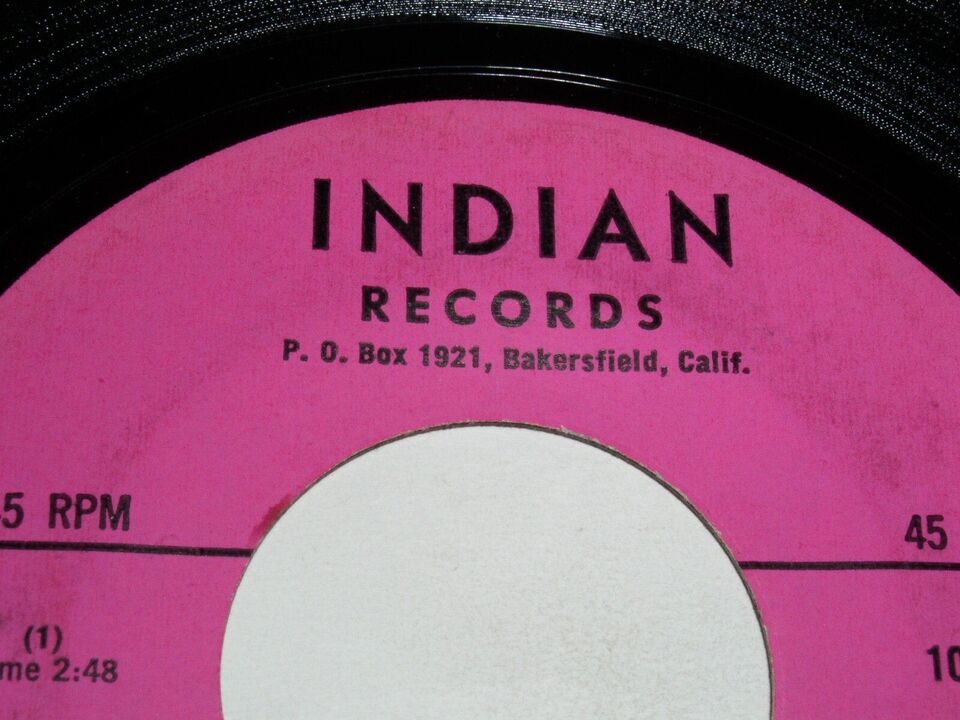 INDIAN
RECORDS
P. O. Box 1921, Bakersfield, Calif.
5 RPM
45
(1)
me 2:48
10